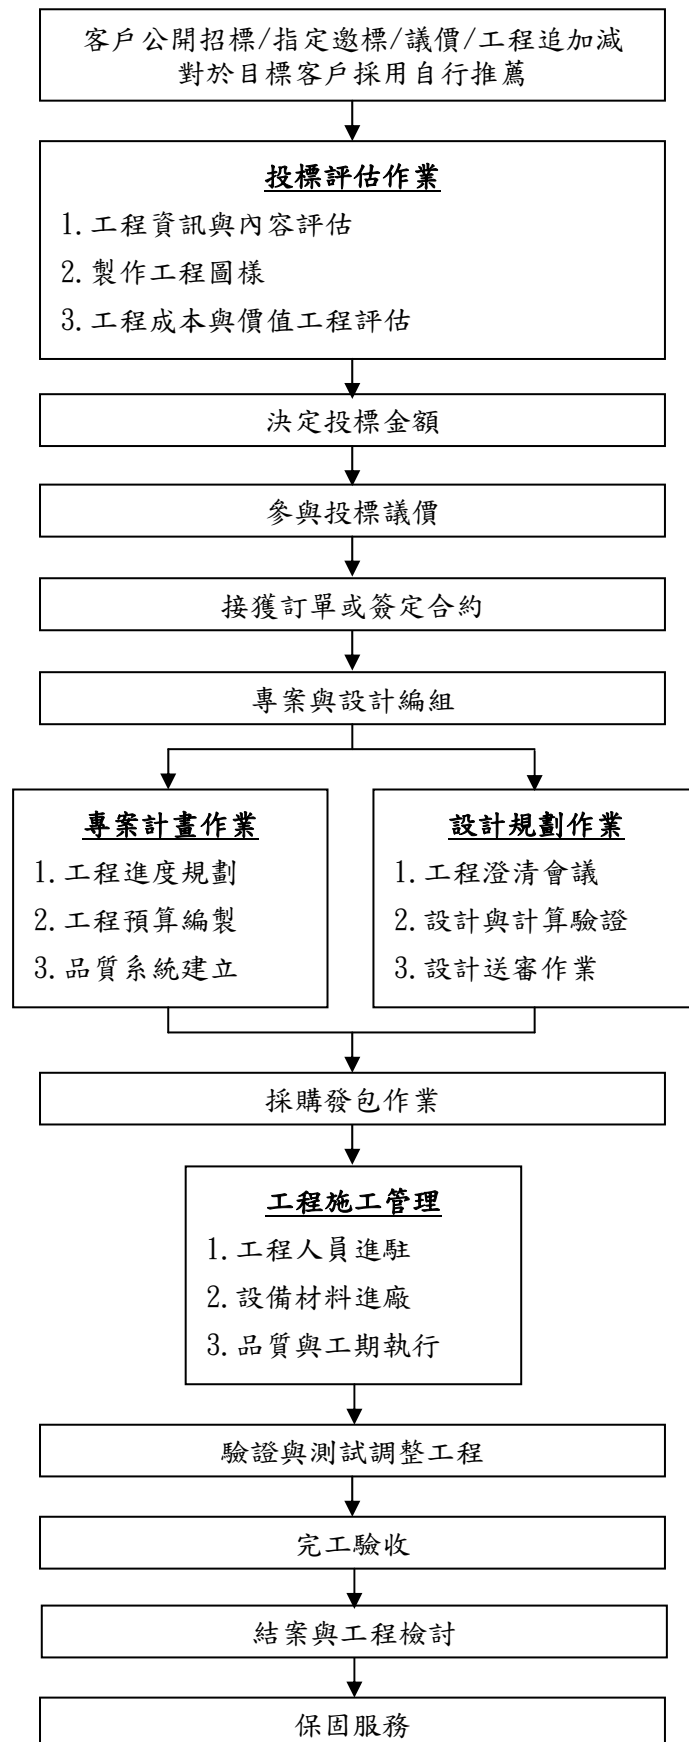 客戶公開招標/指定邀標/議價/工程追加減
對於目標客戶採用自行推薦
投標評估作業
1.工程資訊與內容評估
2.製作工程圖樣
3.工程成本與價值工程評估
決定投標金額
參與投標議價
接獲訂單或簽定合約
專案與設計編組
專案計畫作業
1.工程進度規劃
2.工程預算編製
3.品質系統建立
設計規劃作業
1.工程澄清會議
2.設計與計算驗證
3.設計送審作業
採購發包作業
工程施工管理
1.工程人員進駐
2.設備材料進廠
3.品質與工期執行
驗證與測試調整工程
完工驗收
結案與工程檢討
保固服務